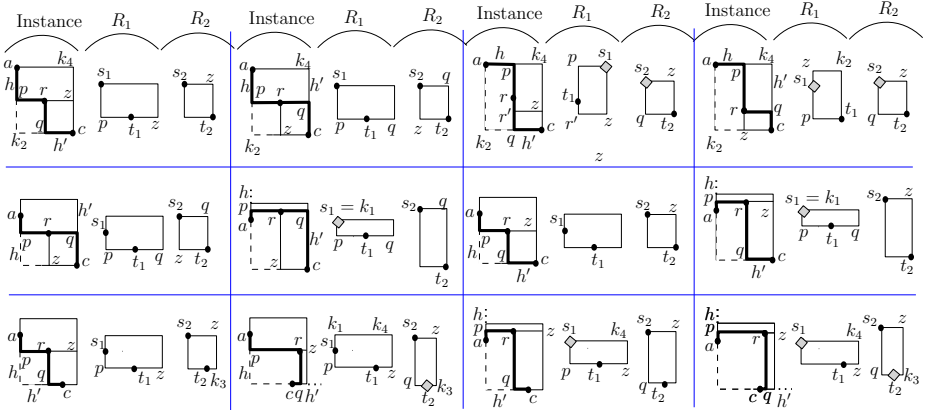 Instance R₁ R₂ Instance R₁ R₂ Instance R₁ R₂ Instance R₁ R₂
a k₄ h p r z q c k₂ h′ s₁ p t₁ z s₂ z t₂
a k₄ h h′ p r q z c k₂ s₁ p t₁ q s₂ q z t₂
a h k₄ p r z r′ k₂ q h′ c p s₁ t₁ r′ z s₂ z q t₂ z
a h k₄ p h′ r q z c k₂ z k₂ s₁ t₁ p s₂ z q t₂
a h′ r p q h z c s₁ p t₁ q s₂ q z t₂
h p a r q h′ z c s₁ = k₁ p t₁ q s₂ q t₂
a p r z h q c h′ s₁ p t₁ z s₂ z q t₂
h p a r z q c h′ s₁ = k₁ p t₁ q s₂ z t₂
a r z p h q h′ c s₁ p t₁ z s₂ z t₂ k₃
a p r z h c q h′ k₁ k₄ s₁ p t₁ z s₂ z q k₃ t₂
h p a r z q c h′ s₁ k₄ p t₁ z s₂ z q t₂
h p a r z c q h′ s₁ k₄ p t₁ z s₂ z q k₃ t₂